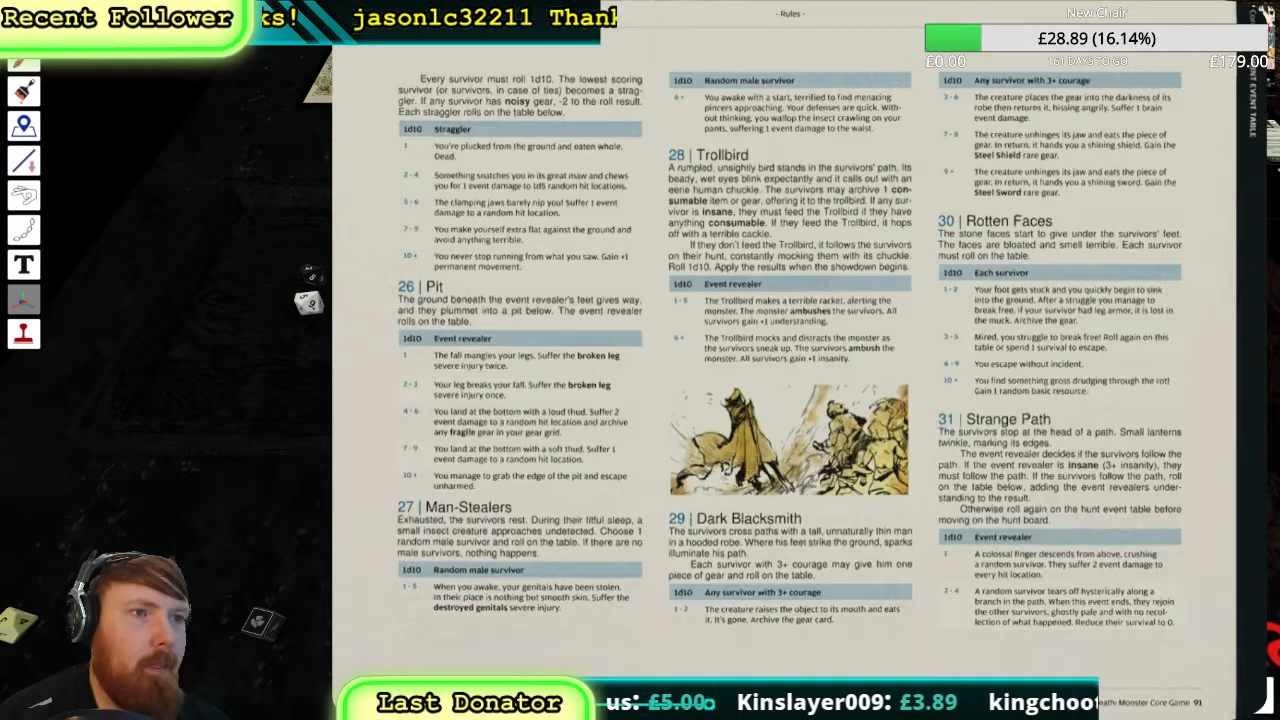 Recent Follower
ks!
jasonlc32211 Thank
New Chair
£28.89 (16.14%)
£0.00
161 DAYS TO GO
£179.00
- Rules -
EVENT TABLE
T
Every survivor must roll 1d10. The lowest scoring
survivor (or survivors, in case of ties) becomes a strag-
gler. If any survivor has noisy gear, -2 to the roll result.
Each straggler rolls on the table below.
1d10 Straggler
1 You're plucked from the ground and eaten whole.
Dead.
2 - 4 Something snatches you in its great maw and chews
you for 1 event damage to 1d5 random hit locations.
5 - 6 The clamping jaws barely nip you! Suffer 1 event
damage to a random hit location.
7 - 9 You make yourself extra flat against the ground and
avoid anything terrible.
10+ You never stop running from what you saw. Gain +1
permanent movement.
26 | Pit
The ground beneath the event revealer's feet gives way,
and they plummet into a pit below. The event revealer
rolls on the table.
1d10 Event revealer
1 The fall mangles your legs. Suffer the broken leg
severe injury twice.
2 - 3 Your leg breaks your fall. Suffer the broken leg
severe injury once.
4 - 6 You land at the bottom with a loud thud. Suffer 2
event damage to a random hit location and archive
any fragile gear in your gear grid.
7 - 9 You land at the bottom with a soft thud. Suffer 1
event damage to a random hit location.
10+ You manage to grab the edge of the pit and escape
unharmed.
27 | Man-Stealers
Exhausted, the survivors rest. During their fitful sleep, a
small insect creature approaches undetected. Choose 1
random male survivor and roll on the table. If there are no
male survivors, nothing happens.
1d10 Random male survivor
1 - 5 When you awake, your genitals have been stolen.
In their place is nothing but smooth skin. Suffer the
destroyed genitals severe injury.
1d10 Random male survivor
6+ You awake with a start, terrified to find menacing
pincers approaching. Your defenses are quick. With-
out thinking, you wallop the insect crawling on your
pants, suffering 1 event damage to the waist.
28 | Trollbird
A rumpled, unsightly bird stands in the survivors' path. Its
beady, wet eyes blink expectantly and it calls out with an
eerie human chuckle. The survivors may archive 1 con-
sumable item or gear, offering it to the trollbird. If any sur-
vivor is insane, they must feed the Trollbird if they have
anything consumable. If they feed the Trollbird, it hops
off with a terrible cackle.
If they don't feed the Trollbird, it follows the survivors
on their hunt, constantly mocking them with its chuckle.
Roll 1d10. Apply the results when the showdown begins.
1d10 Event revealer
1 - 5 The Trollbird makes a terrible racket, alerting the
monster. The monster ambushes the survivors. All
survivors gain +1 understanding.
6+ The Trollbird mocks and distracts the monster as
the survivors sneak up. The survivors ambush the
monster. All survivors gain +1 insanity.
29 | Dark Blacksmith
The survivors cross paths with a tall, unnaturally thin man
in a hooded robe. Where his feet strike the ground, sparks
illuminate his path.
Each survivor with 3+ courage may give him one
piece of gear and roll on the table.
1d10 Any survivor with 3+ courage
1 - 2 The creature raises the object to its mouth and eats
it. It's gone. Archive the gear card.
1d10 Any survivor with 3+ courage
3 - 6 The creature places the gear into the darkness of its
robe then returns it, hissing angrily. Suffer 1 brain
event damage.
7 - 8 The creature unhinges its jaw and eats the piece of
gear. In return, it hands you a shining shield. Gain the
Steel Shield rare gear.
9+ The creature unhinges its jaw and eats the piece of
gear. In return, it hands you a shining sword. Gain the
Steel Sword rare gear.
30 | Rotten Faces
The stone faces start to give under the survivors' feet.
The faces are bloated and smell terrible. Each survivor
must roll on the table.
1d10 Each survivor
1 - 2 Your foot gets stuck and you quickly begin to sink
into the ground. After a struggle you manage to
break free. If your survivor had leg armor, it is lost in
the muck. Archive the gear.
3 - 5 Mired, you struggle to break free! Roll again on this
table or spend 1 survival to escape.
6 - 9 You escape without incident.
10+ You find something gross drudging through the rot!
Gain 1 random basic resource.
31 | Strange Path
The survivors stop at the head of a path. Small lanterns
twinkle, marking its edges.
The event revealer decides if the survivors follow the
path. If the event revealer is insane (3+ insanity), they
must follow the path. If the survivors follow the path, roll
on the table below, adding the event revealers under-
standing to the result.
Otherwise roll again on the hunt event table before
moving on the hunt board.
1d10 Event revealer
1 A colossal finger descends from above, crushing
a random survivor. They suffer 2 event damage to
every hit location.
2 - 4 A random survivor tears off hysterically along a
branch in the path. When this event ends, they rejoin
the other survivors, ghostly pale and with no recol-
lection of what happened. Reduce their survival to 0.
Last Donator
us: £5.00
Kinslayer009: £3.89
kingchoo
eath: Monster Core Game 91